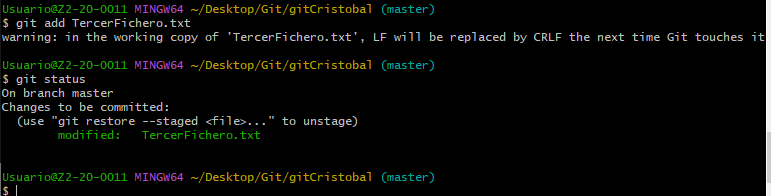 Usuario@Z2-20-0011 MINGW64 ~/Desktop/Git/gitCristobal (master)
$ git add TercerFichero.txt
warning: in the working copy of 'TercerFichero.txt', LF will be replaced by CRLF the next time Git touches it
Usuario@Z2-20-0011 MINGW64 ~/Desktop/Git/gitCristobal (master)
$ git status
On branch master
Changes to be committed:
  (use "git restore --staged <file>..." to unstage)
        modified:   TercerFichero.txt
Usuario@Z2-20-0011 MINGW64 ~/Desktop/Git/gitCristobal (master)
$